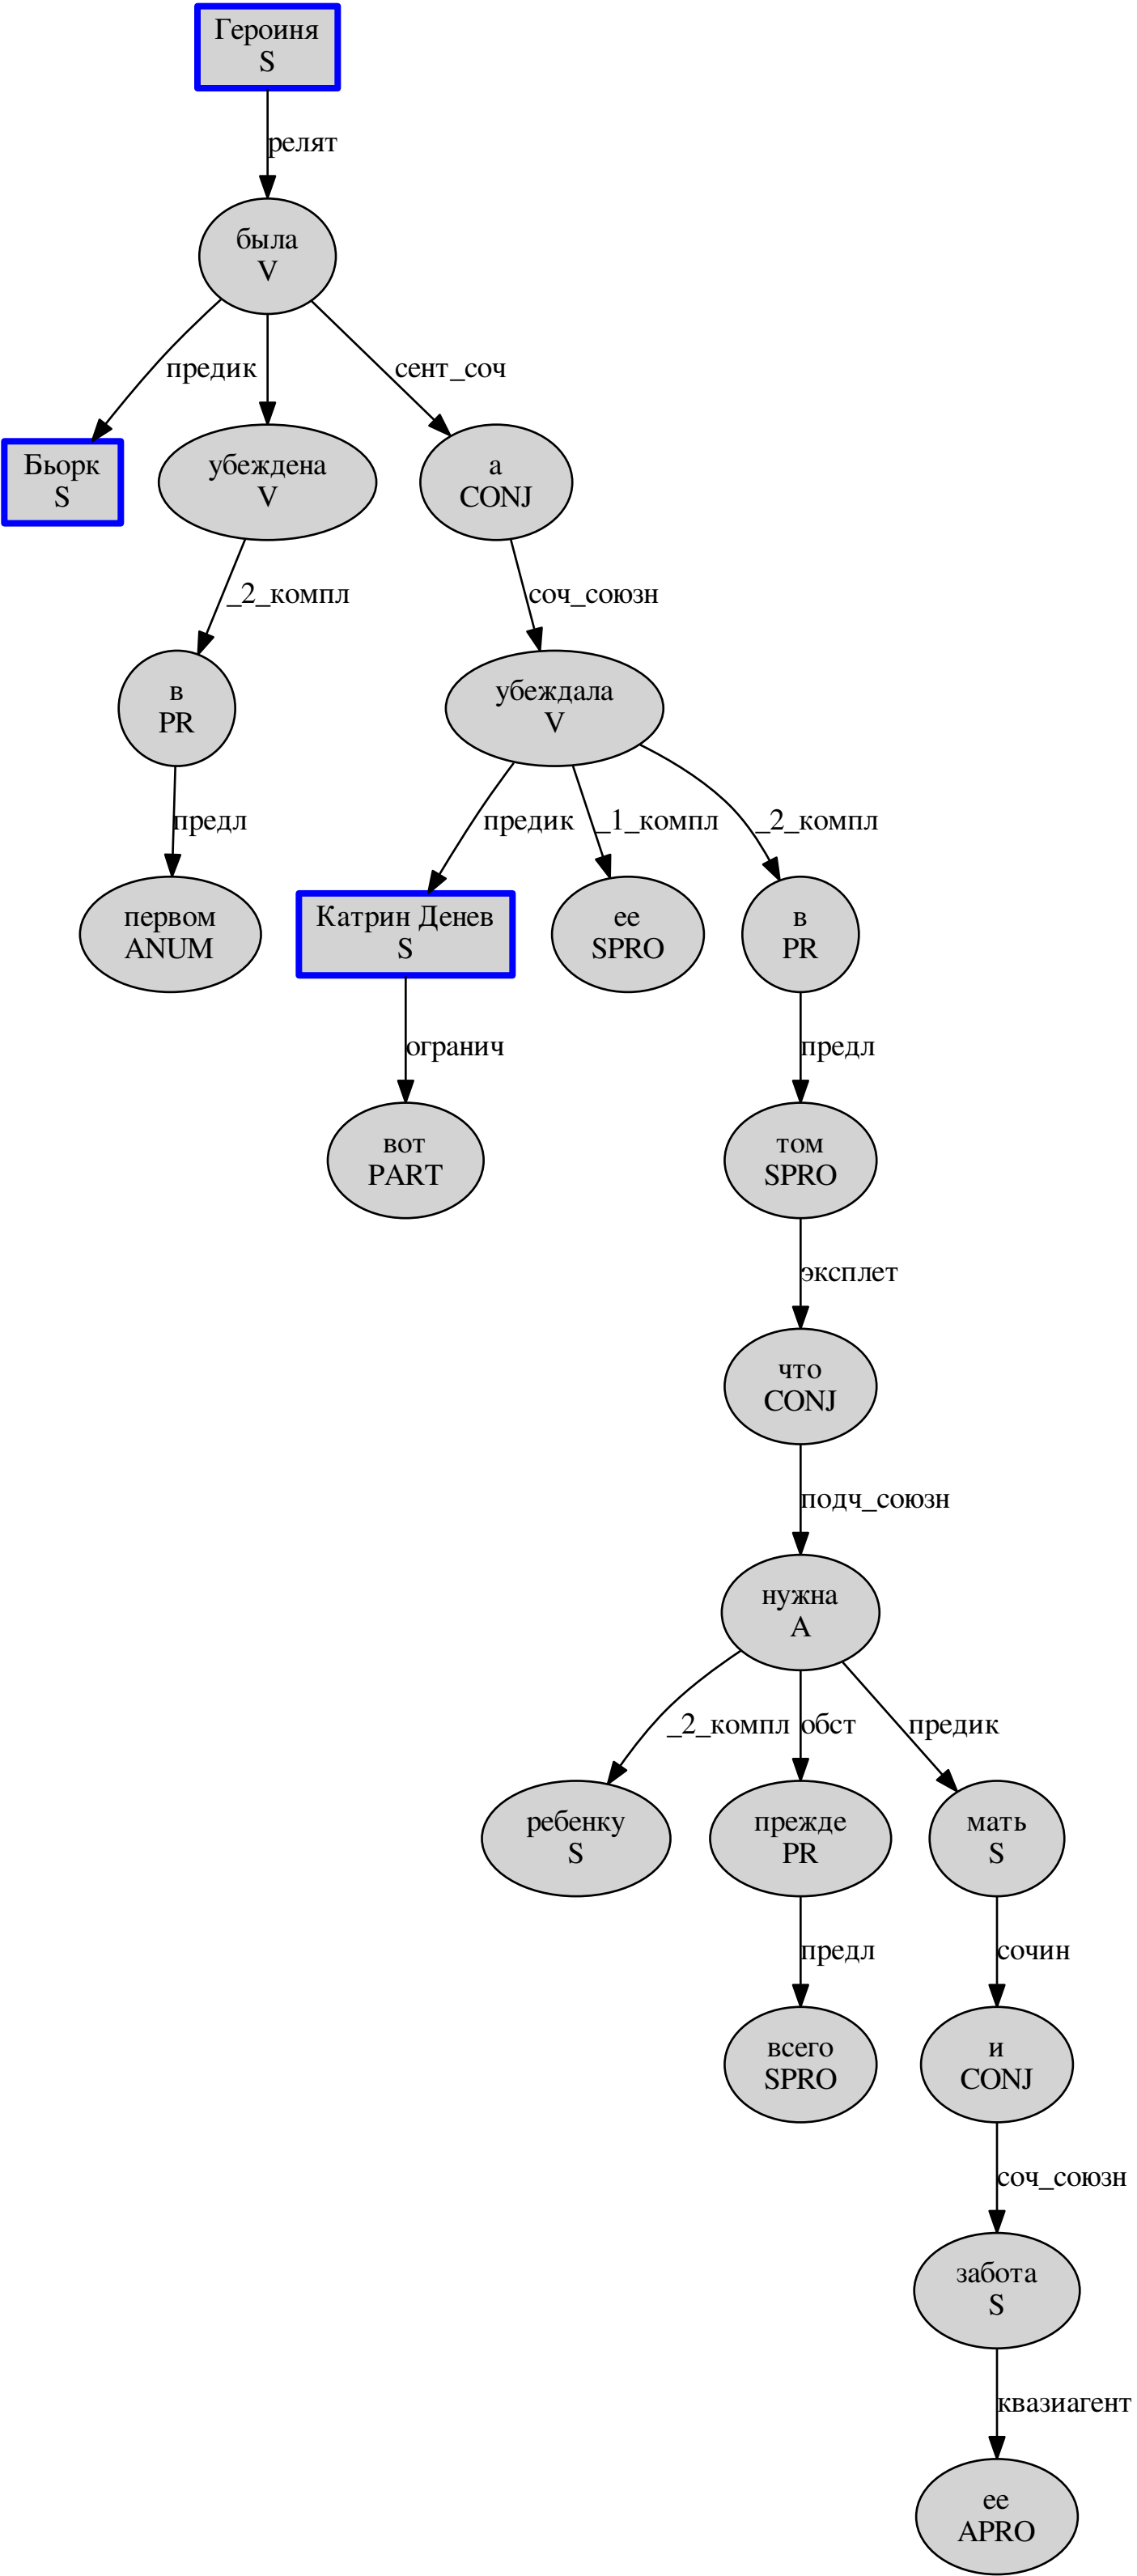 Героиня
S
релят
была
V
предик
сент_соч
Бьорк
S
убеждена
V
а
CONJ
_2_компл
соч_союзн
в
PR
убеждала
V
предл
предик
_1_компл
_2_компл
первом
ANUM
Катрин Денев
S
ее
SPRO
в
PR
огранич
предл
вот
PART
том
SPRO
эксплет
что
CONJ
подч_союзн
нужна
A
_2_компл
обст
предик
ребенку
S
прежде
PR
мать
S
предл
сочин
всего
SPRO
и
CONJ
соч_союзн
забота
S
квазиагент
ее
APRO